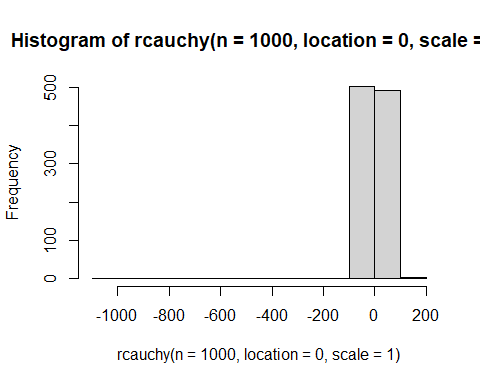 Histogram of rcauchy(n = 1000, location = 0, scale =
Frequency
500
300
100
0
-1000 -800 -600 -400 -200 0 200
rcauchy(n = 1000, location = 0, scale = 1)